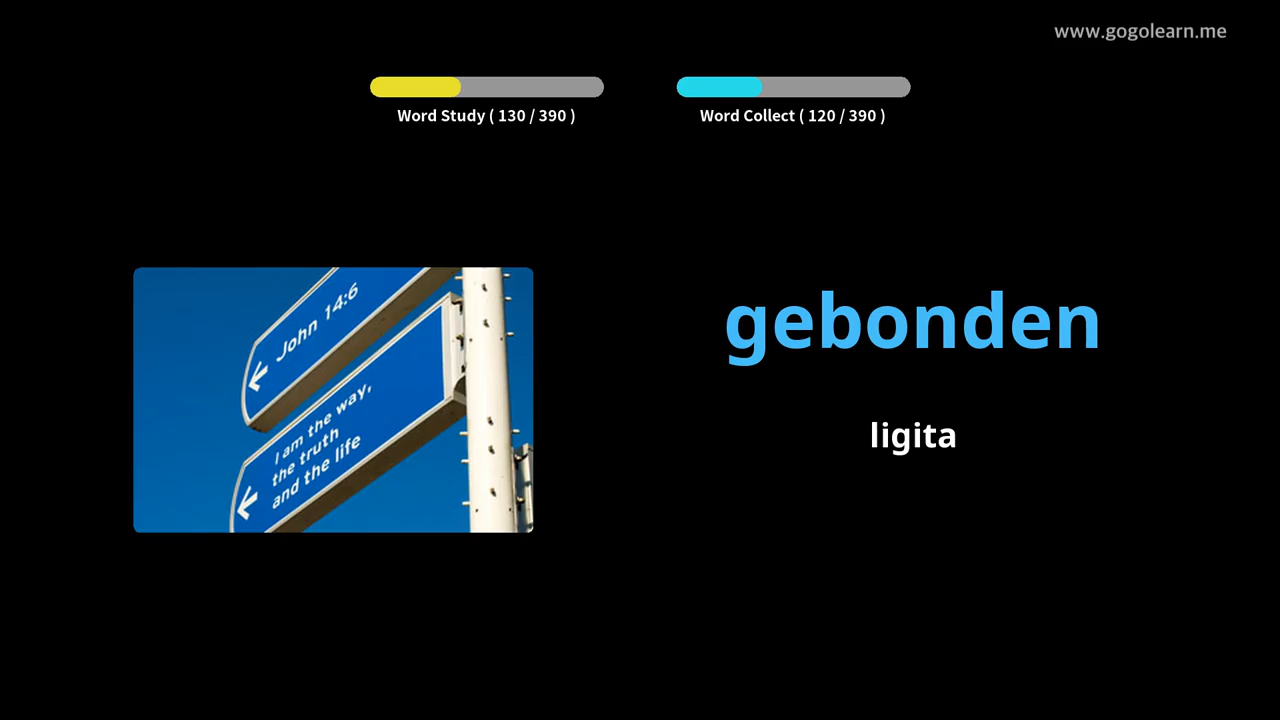 www.gogolearn.me
Word Study ( 130 / 390 )
Word Collect ( 120 / 390 )
John 14:6
I am the way,
the truth
and the life
gebonden
ligita